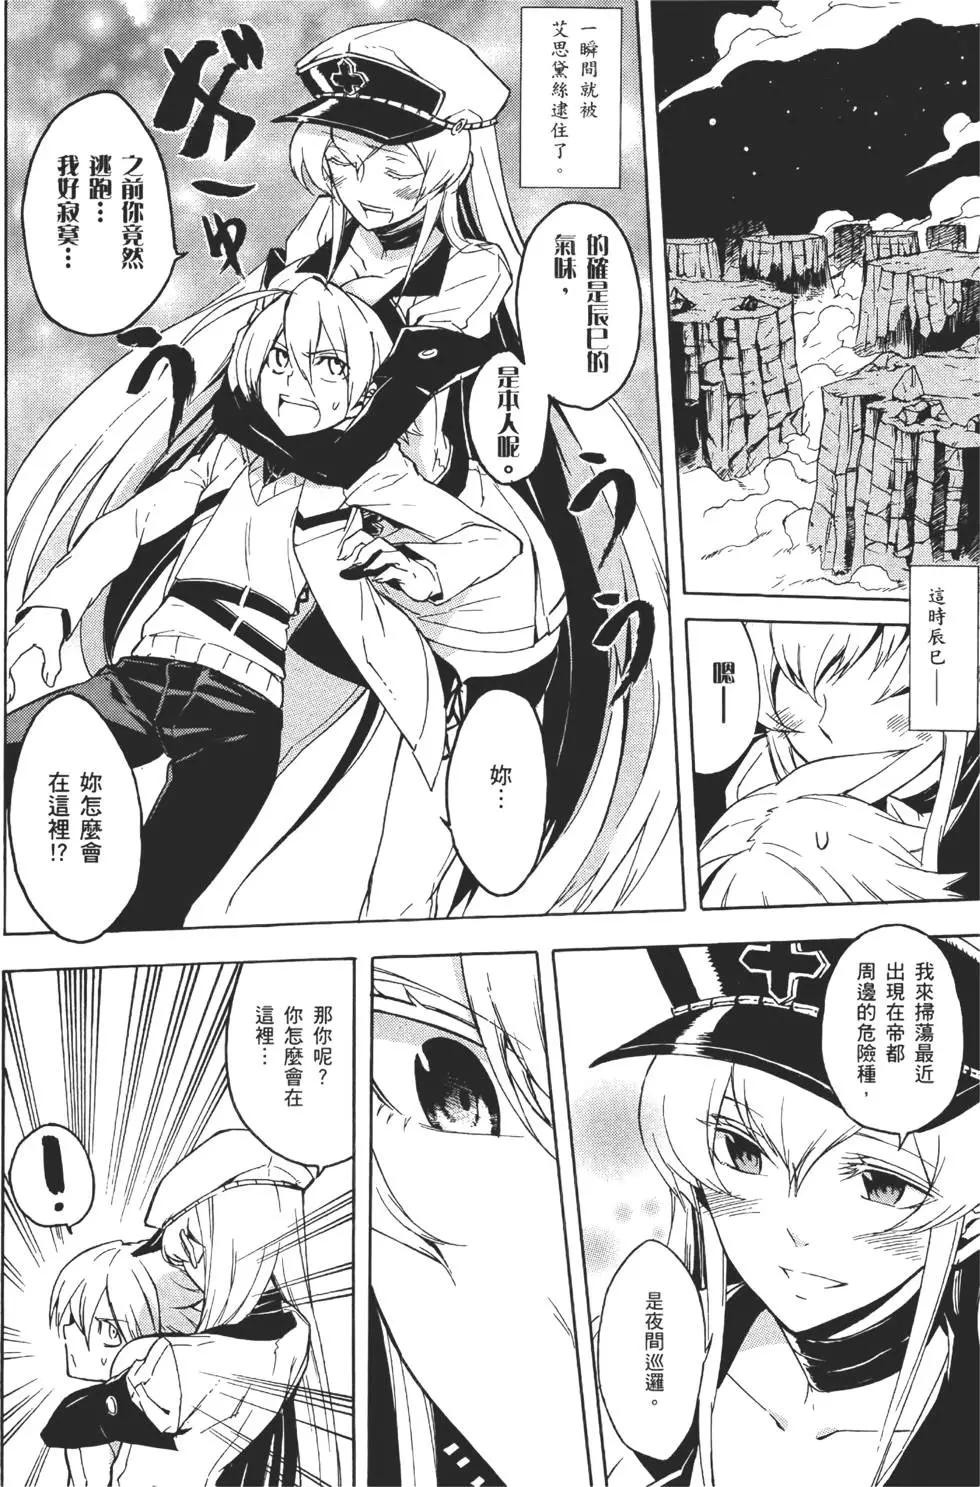 這時辰巳——
嗯—
一瞬間就被
艾思黛絲逮住了。
的確是辰巳的
氣味，
是本人呢。
之前你竟然
逃跑…
我好寂寞…
ぎゅー
うう
う
妳…
妳怎麼會
在這裡!?
我來掃蕩最近
出現在帝都
周邊的危險種，
是夜間巡邏。
那你呢？
你怎麼會在
這裡…
！